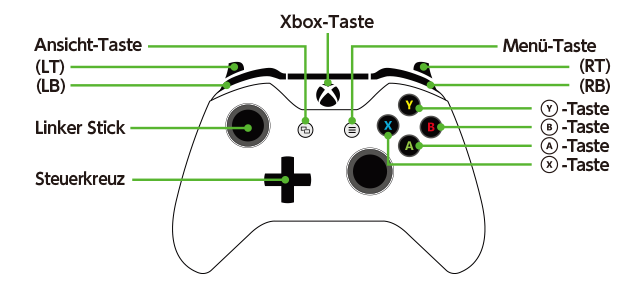 Xbox-Taste
Ansicht-Taste
Menü-Taste
(LT)
(RT)
(LB)
(RB)
Y
Y -Taste
Linker Stick
X
B
B -Taste
A
A -Taste
X -Taste
Steuerkreuz